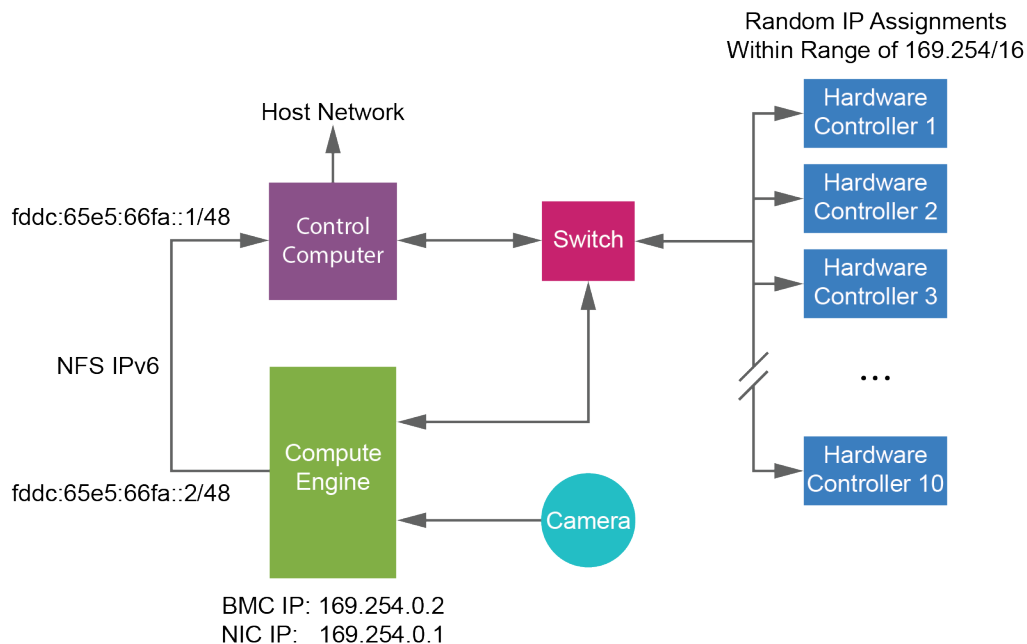 Random IP Assignments
Within Range of 169.254/16
Host Network
Hardware
Controller 1
fddc:65e5:66fa::1/48
Control
Computer
Switch
Hardware
Controller 2
Hardware
Controller 3
NFS IPv6
...
fddc:65e5:66fa::2/48
Compute
Engine
Camera
Hardware
Controller 10
BMC IP: 169.254.0.2
NIC IP: 169.254.0.1